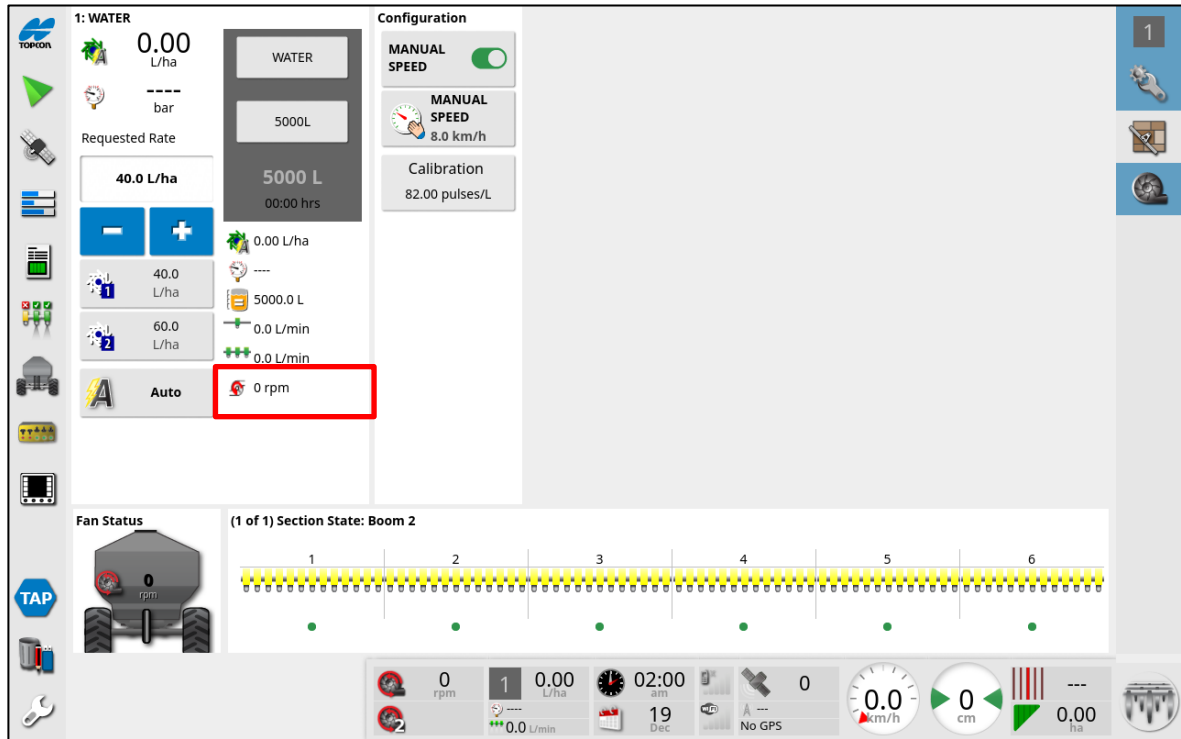 TOPCON
1: WATER
0.00
L/ha
----
bar
Requested Rate
40.0 L/ha
1
40.0
L/ha
2
60.0
L/ha
A
Auto
WATER
5000L
5000 L
00:00 hrs
0.00 L/ha
----
5000.0 L
0.0 L/min
0.0 L/min
0 rpm
Configuration
MANUAL
SPEED
MANUAL
SPEED
8.0 km/h
Calibration
82.00 pulses/L
1
Fan Status
0
rpm
(1 of 1) Section State: Boom 2
1 2 3 4 5 6
TAP
0
rpm
2
1
0.00
L/ha
----
0.0 L/min
02:00
am
19
Dec
WiFi
0
---
No GPS
0.0
km/h
0
cm
---
0.00
ha